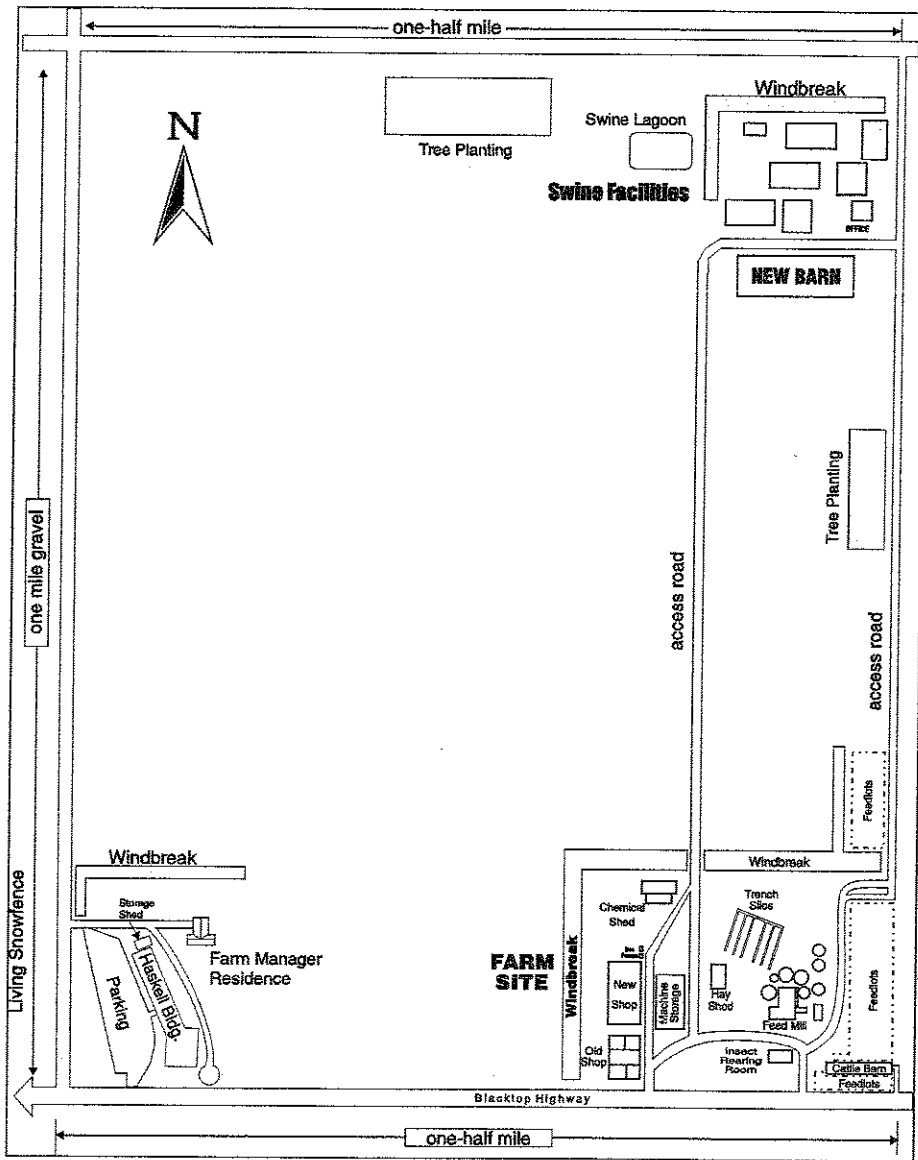 one-half mile
Windbreak
N
Swine Lagoon
Tree Planting
Swine Facilities
OFFICE
NEW BARN
one mile gravel
Tree Planting
access road
access road
Feedlots
Windbreak
Windbreak
Living Snowfence
Storage
Shed
Chemical
Shed
Trench
Silos
Farm Manager
Residence
FARM
SITE
Windbreak
Parking
Haskell Bldg.
New
Shop
Machine
Storage
Hay
Shed
Feed Mill
Feedlots
Old
Shop
Insect
Rearing
Room
Cattle Barn
Feedlots
Blacktop Highway
one-half mile